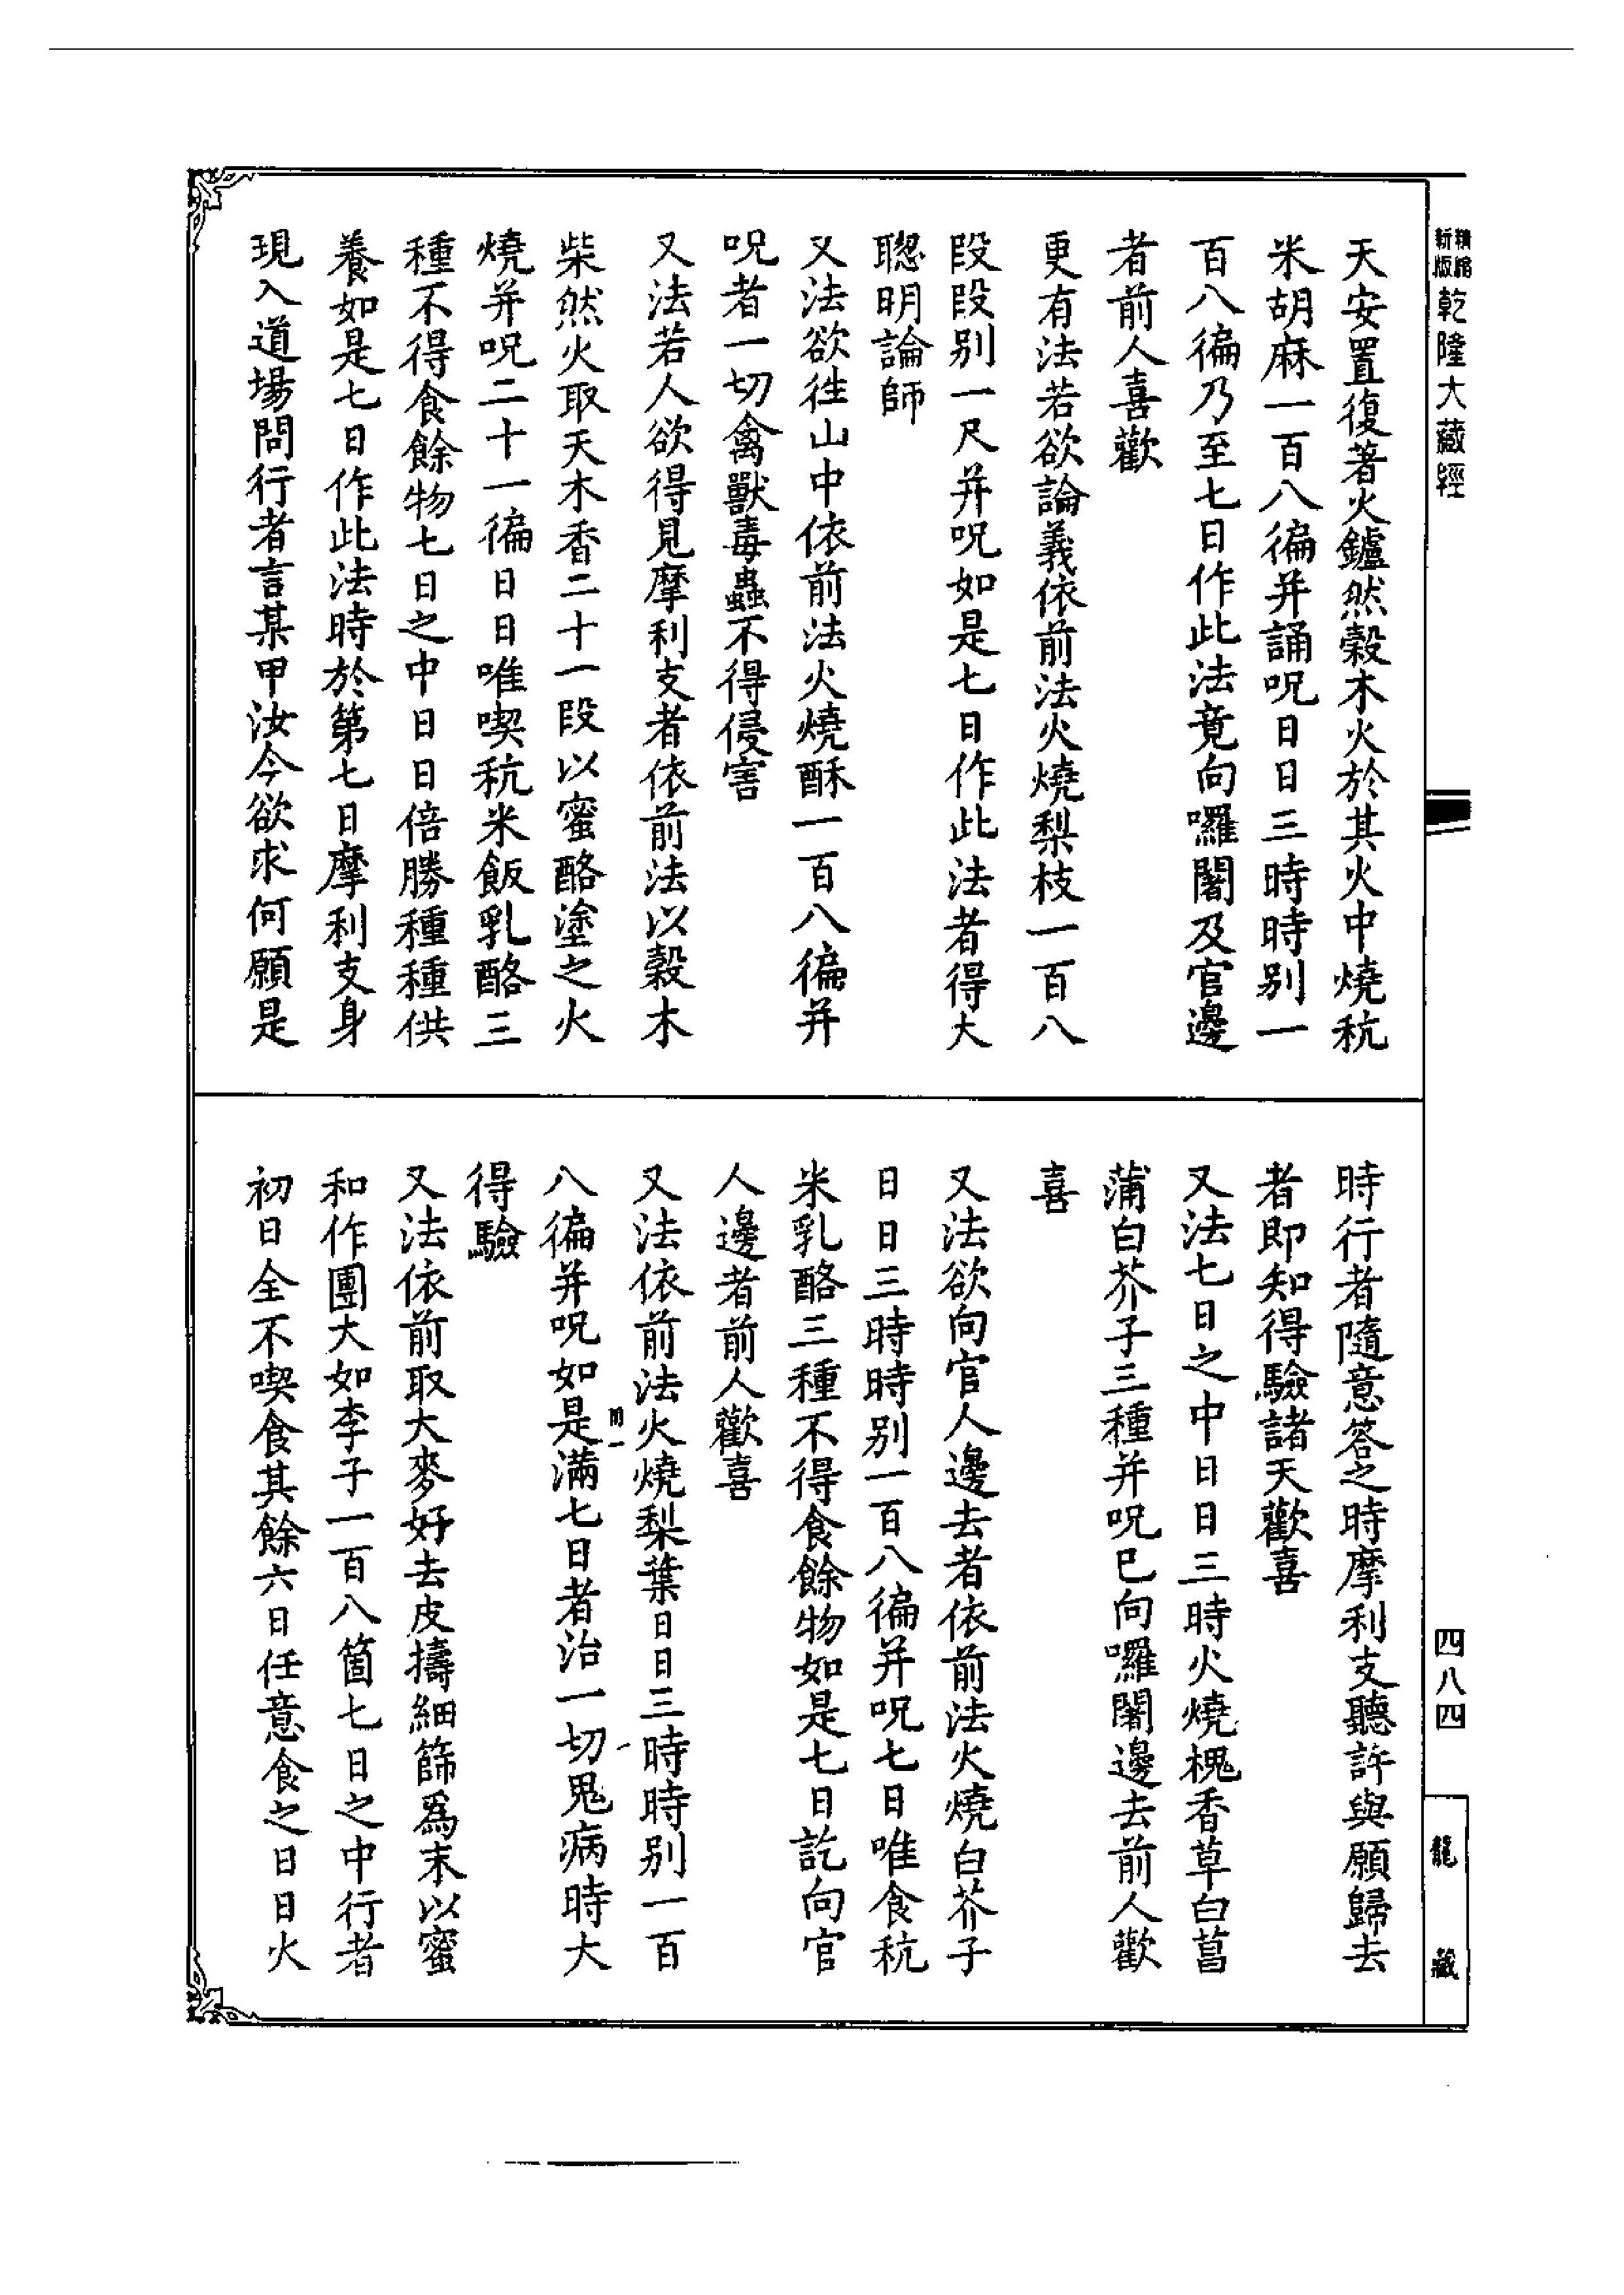 精縮新版乾隆大藏經
天安置復著火鑪然穀木火於其火中燒秔
米胡麻一百八徧并誦呪日日三時時別一
百八徧乃至七日作此法竟向囉闍及官邊
者前人喜歡
更有法若欲論義依前法火燒梨枝一百八
段段別一尺并呪如是七日作此法者得大
聰明論師
又法欲徃山中依前法火燒酥一百八徧并
呪者一切禽獸毒蟲不得侵害
又法若人欲得見摩利支者依前法以穀木
柴然火取天木香二十一段以蜜酪塗之火
燒并呪二十一徧日日唯喫秔米飯乳酪三
種不得食餘物七日之中日日倍勝種種供
養如是七日作此法時於第七日摩利支身
現入道場問行者言某甲汝今欲求何願是
時行者隨意答之時摩利支聽許與願歸去
者即知得驗諸天歡喜
又法七日之中日日三時火燒槐香草白菖
蒲白芥子三種并呪已向囉闍邊去前人歡
喜
又法欲向官人邊去者依前法火燒白芥子
日日三時時別一百八徧并呪七日唯食秔
米乳酪三種不得食餘物如是七日訖向官
人邊者前人歡喜
又法依前法火燒梨葉日日三時時別一百
八徧并呪如是滿七日者治一切鬼病時大
得驗
又法依前取大麥好去皮擣細篩為末以蜜
和作團大如李子一百八箇七日之中行者
初日全不喫食其餘六日任意食之日日火
四八四
龍藏